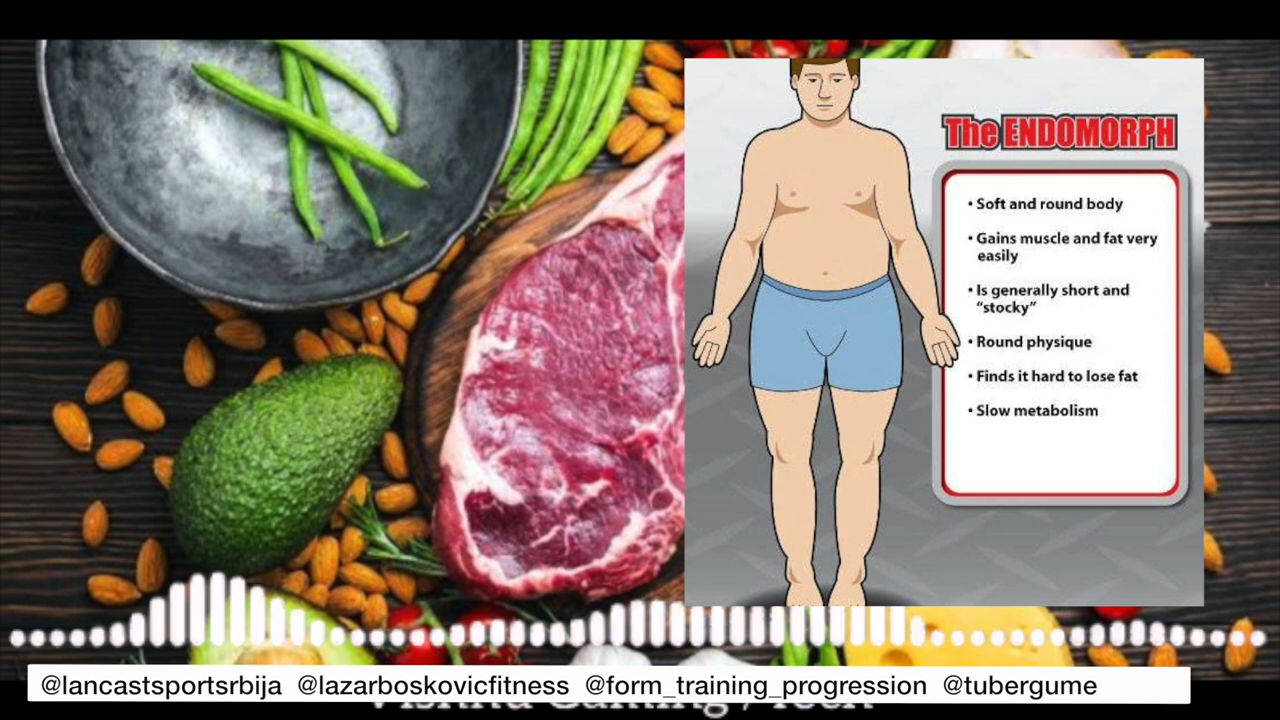 The ENDOMORPH
• Soft and round body
• Gains muscle and fat very
easily
• Is generally short and
“stocky”
• Round physique
• Finds it hard to lose fat
• Slow metabolism
@lancastsportsrbija @lazarboskovicfitness @form_training_progression @tubergume